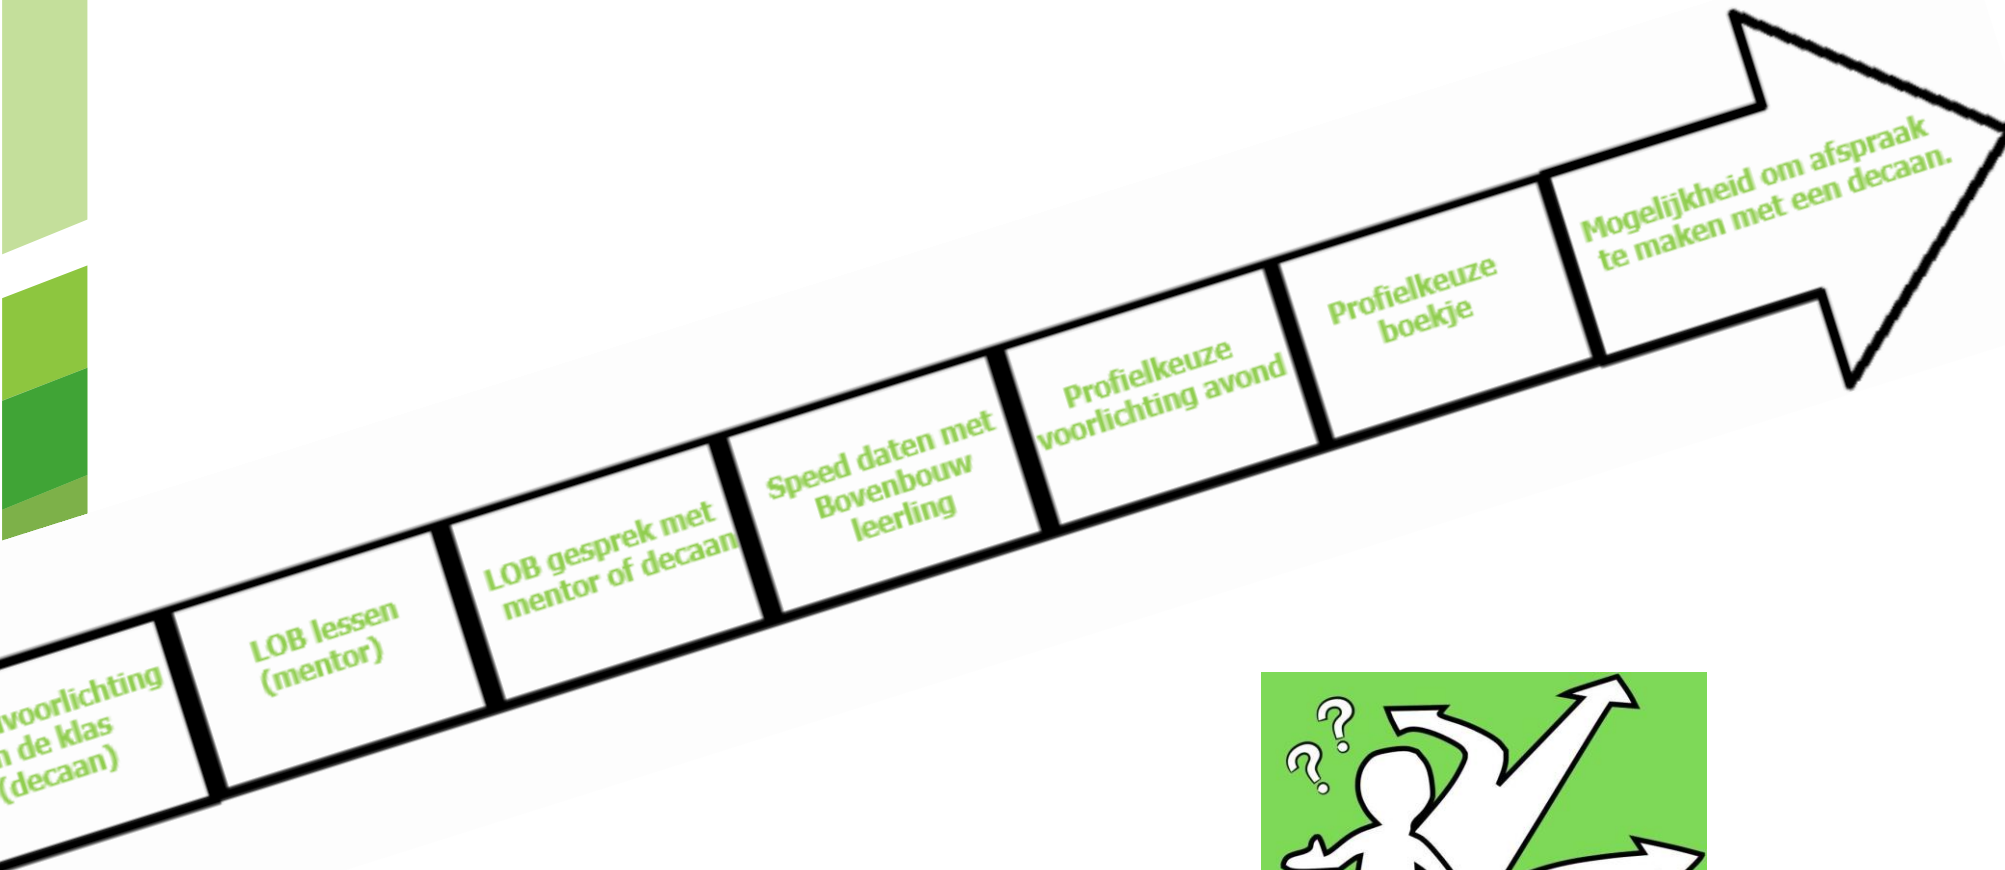 voorlichting
de klas
(decaan)
LOB lessen
(mentor)
LOB gesprek met
mentor of decaan
Speed daten met
Bovenbouw
leerling
Profielkeuze
voorlichting avond
Profielkeuze
boekje
Mogelijkheid om afspraak
te maken met een decaan.
? ?